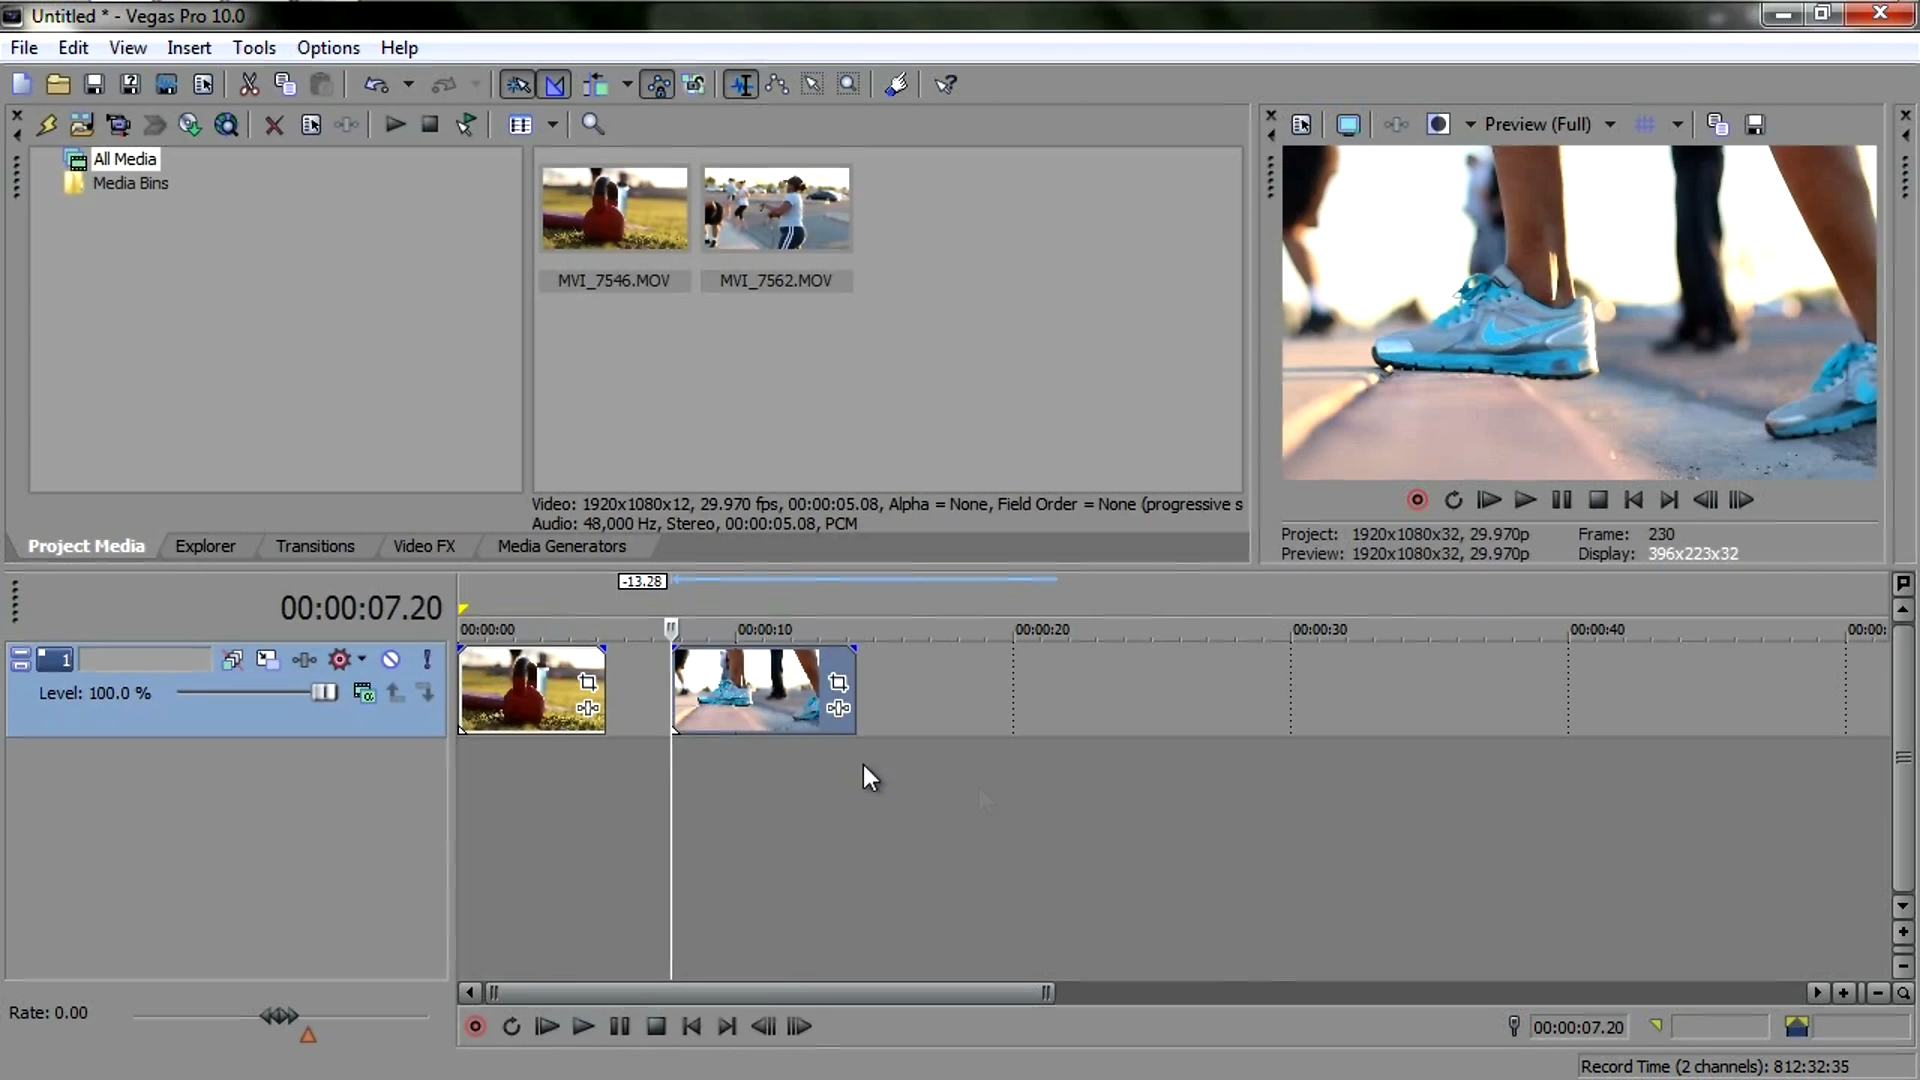 Untitled * - Vegas Pro 10.0
File Edit View Insert Tools Options Help
Preview (Full)
All Media
Media Bins
MVI_7546.MOV MVI_7562.MOV
Video: 1920x1080x12, 29.970 fps, 00:00:05.08, Alpha = None, Field Order = None (progressive s
Audio: 48,000 Hz, Stereo, 00:00:05.08, PCM
Project Media Explorer Transitions Video FX Media Generators
Project: 1920x1080x32, 29.970p Frame: 230
Preview: 1920x1080x32, 29.970p Display: 396x223x32
-13.28
00:00:07.20
00:00:00 00:00:10 00:00:20 00:00:30 00:00:40 00:00:
1
Level: 100.0 %
Rate: 0.00
00:00:07.20
Record Time (2 channels): 812:32:35